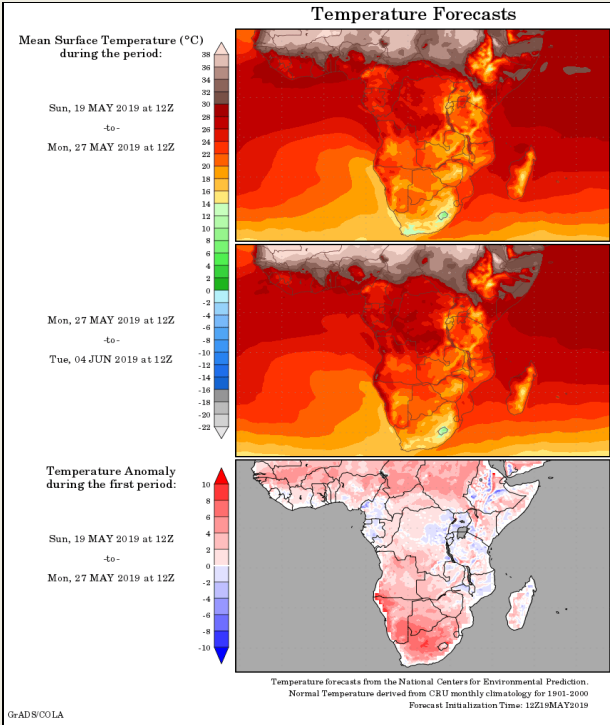 Temperature Forecasts
Mean Surface Temperature (°C)
during the period:
Sun, 19 MAY 2019 at 12Z
-to-
Mon, 27 MAY 2019 at 12Z
38
36
34
32
30
28
26
24
22
20
18
16
14
12
10
8
6
4
2
0
-2
-4
-6
-8
-10
-12
-14
-16
-18
-20
-22
Mon, 27 MAY 2019 at 12Z
-to-
Tue, 04 JUN 2019 at 12Z
Temperature Anomaly
during the first period:
Sun, 19 MAY 2019 at 12Z
-to-
Mon, 27 MAY 2019 at 12Z
10
8
6
4
2
0
-2
-4
-6
-8
-10
Temperature forecasts from the National Centers for Environmental Prediction.
Normal Temperature derived from CRU monthly climatology for 1901-2000
Forecast Initialization Time: 12Z19MAY2019
GrADS/COLA